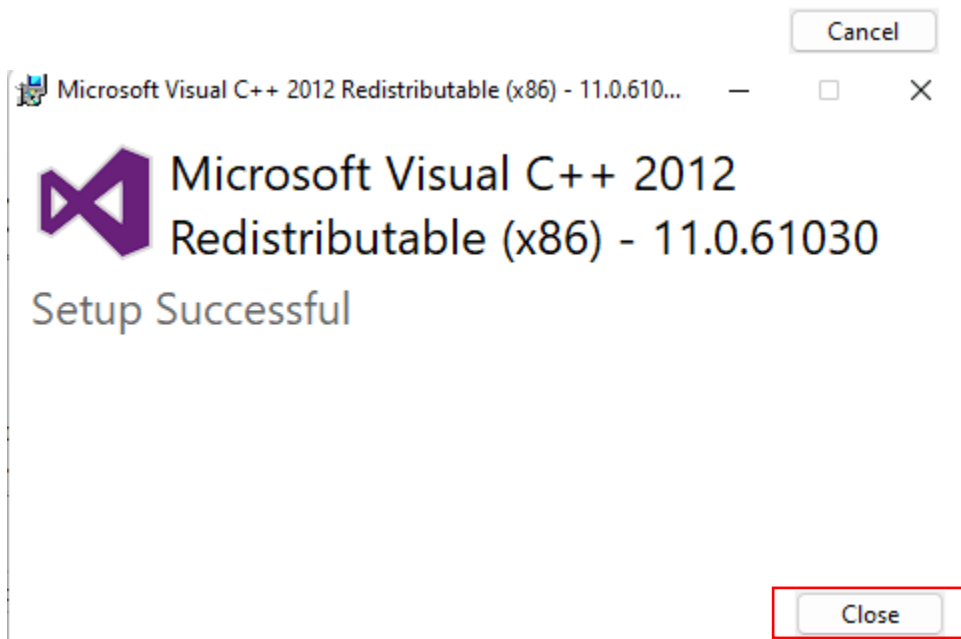 Cancel
Microsoft Visual C++ 2012 Redistributable (x86) - 11.0.610...
Microsoft Visual C++ 2012
Redistributable (x86) - 11.0.61030
Setup Successful
Close